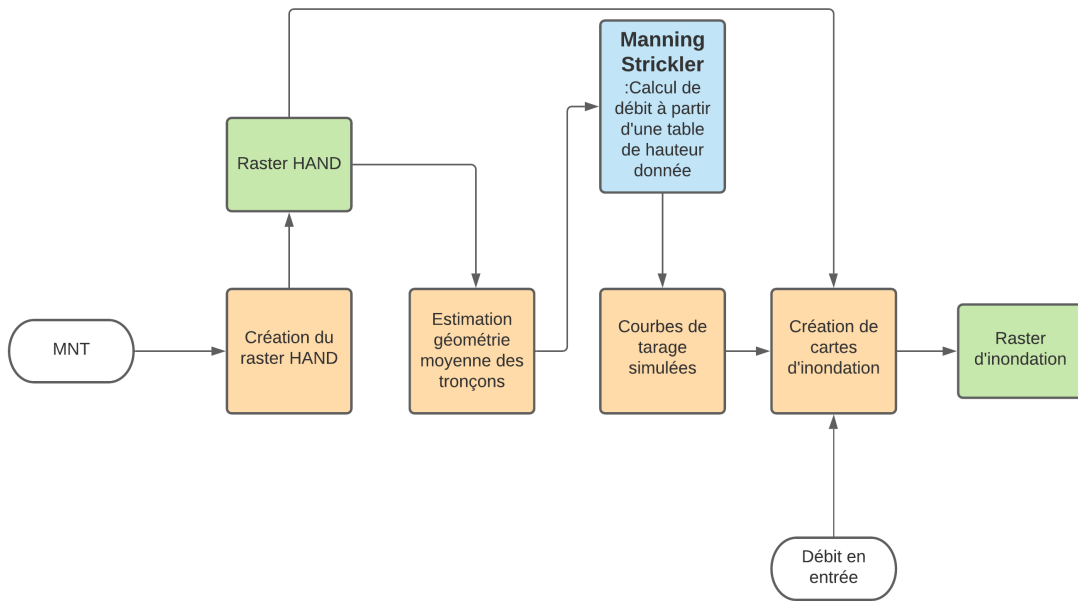 Manning
Strickler
:Calcul de
débit à partir
d'une table
de hauteur
donnée
Raster HAND
MNT
Création du
raster HAND
Estimation
géométrie
moyenne des
tronçons
Courbes de
tarage
simulées
Création de
cartes
d'inondation
Raster
d'inondation
Débit en
entrée